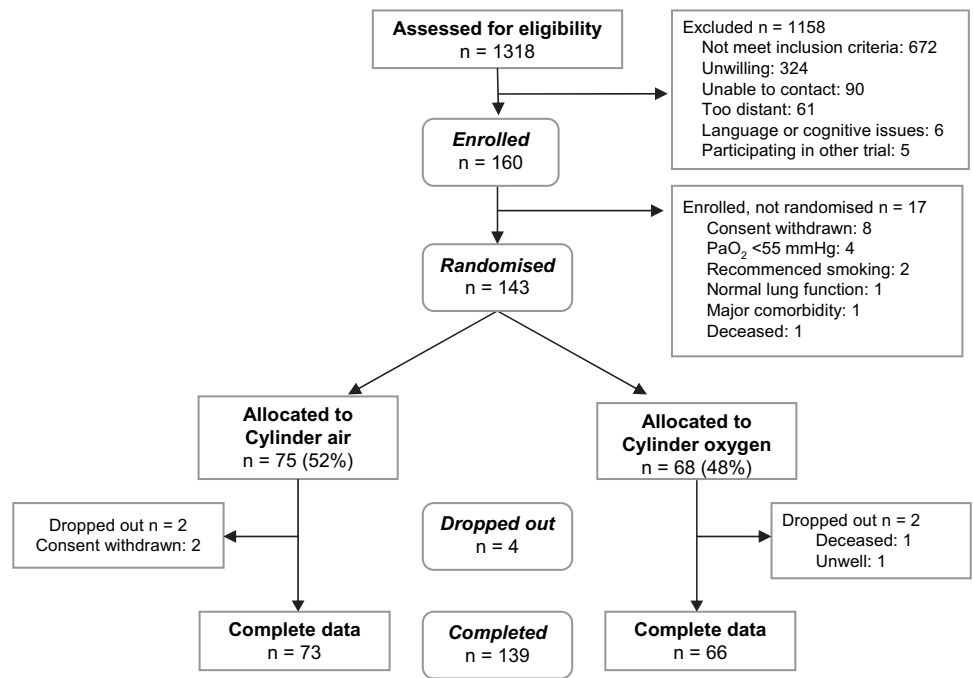 Assessed for eligibility
n = 1318
Excluded n = 1158
Not meet inclusion criteria: 672
Unwilling: 324
Unable to contact: 90
Too distant: 61
Language or cognitive issues: 6
Participating in other trial: 5
Enrolled
n = 160
Enrolled, not randomised n = 17
Consent withdrawn: 8
PaO₂ <55 mmHg: 4
Recommenced smoking: 2
Normal lung function: 1
Major comorbidity: 1
Deceased: 1
Randomised
n = 143
Allocated to
Cylinder air
n = 75 (52%)
Allocated to
Cylinder oxygen
n = 68 (48%)
Dropped out n = 2
Consent withdrawn: 2
Dropped out
n = 4
Dropped out n = 2
Deceased: 1
Unwell: 1
Complete data
n = 73
Completed
n = 139
Complete data
n = 66